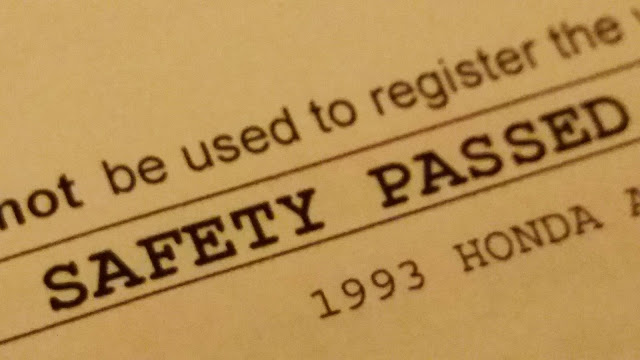 not be used to register the
SAFETY PASSED
1993 HONDA